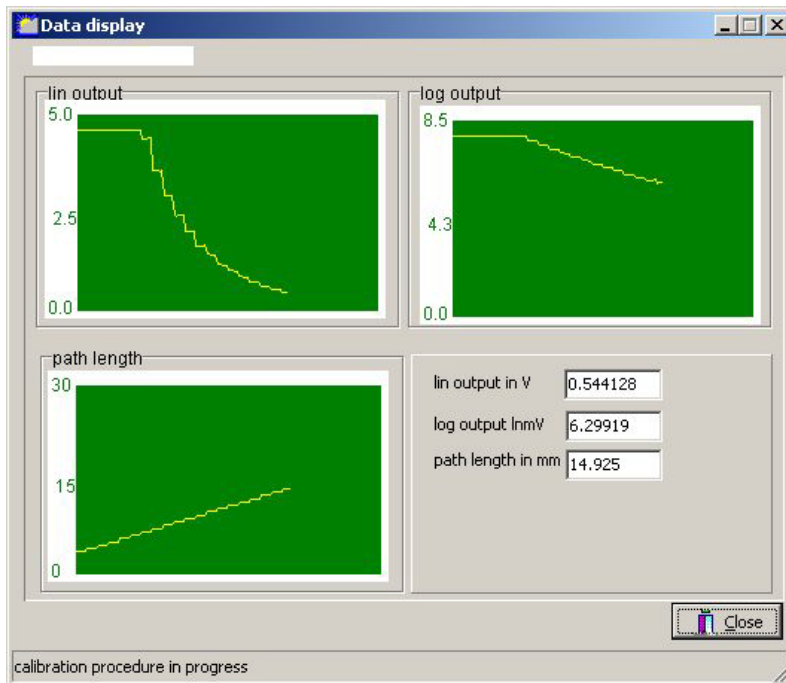 Data display
lin output
5.0
2.5
0.0
log output
8.5
4.3
0.0
path length
30
15
0
lin output in V 0.544128
log output lnmV 6.29919
path length in mm 14.925
Close
calibration procedure in progress